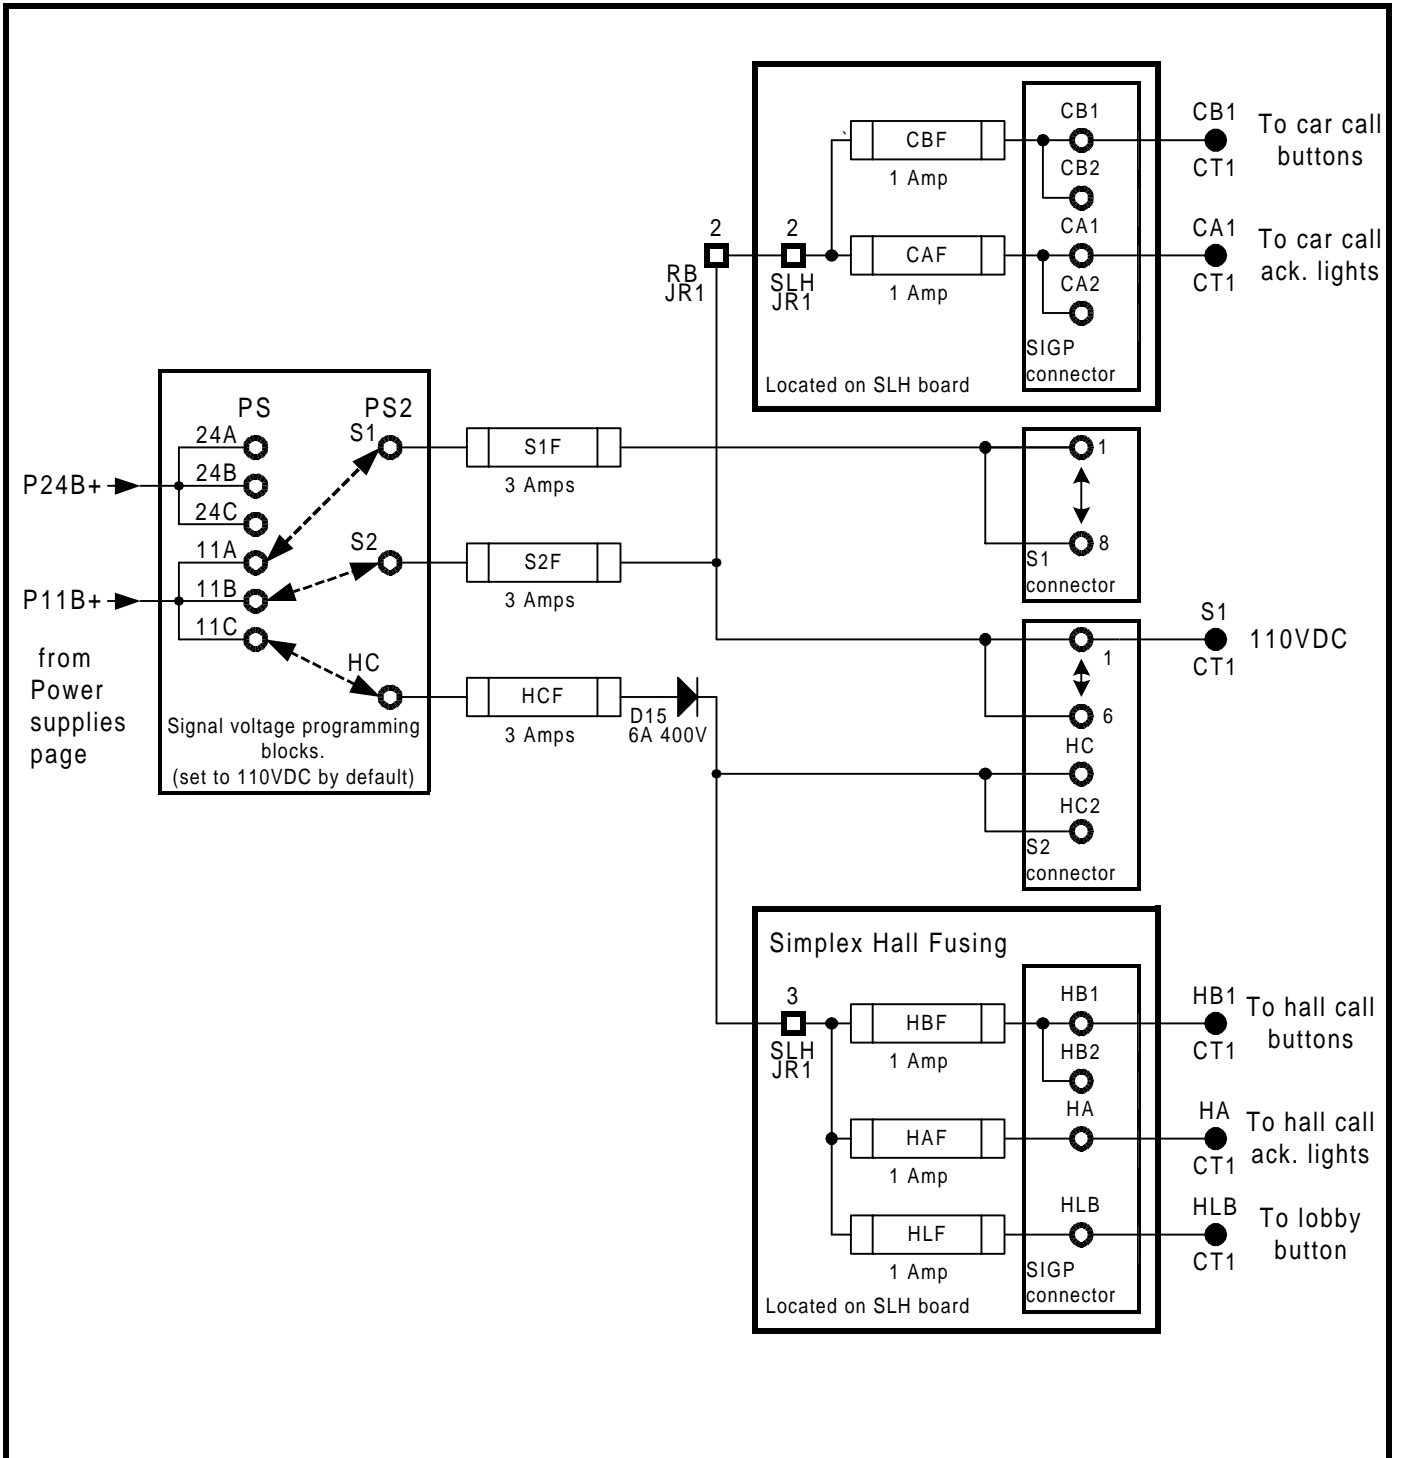 CB1
CBF
1 Amp
CB2
CB1
CT1
To car call
buttons
CA1
CAF
1 Amp
CA2
CA1
CT1
To car call
ack. lights
2
RB
JR1
2
SLH
JR1
SIGP
connector
Located on SLH board
PS
PS2
24A
24B
24C
11A
11B
11C
S1
S2
HC
P24B+
P11B+
from
Power
supplies
page
Signal voltage programming
blocks.
(set to 110VDC by default)
S1F
3 Amps
S2F
3 Amps
HCF
3 Amps
D15
6A 400V
1
8
S1
connector
1
6
HC
HC2
S2
connector
S1
CT1
110VDC
Simplex Hall Fusing
3
SLH
JR1
HBF
1 Amp
HB1
HB2
HB1
CT1
To hall call
buttons
HAF
1 Amp
HA
HA
CT1
To hall call
ack. lights
HLF
1 Amp
HLB
HLB
CT1
To lobby
button
SIGP
connector
Located on SLH board